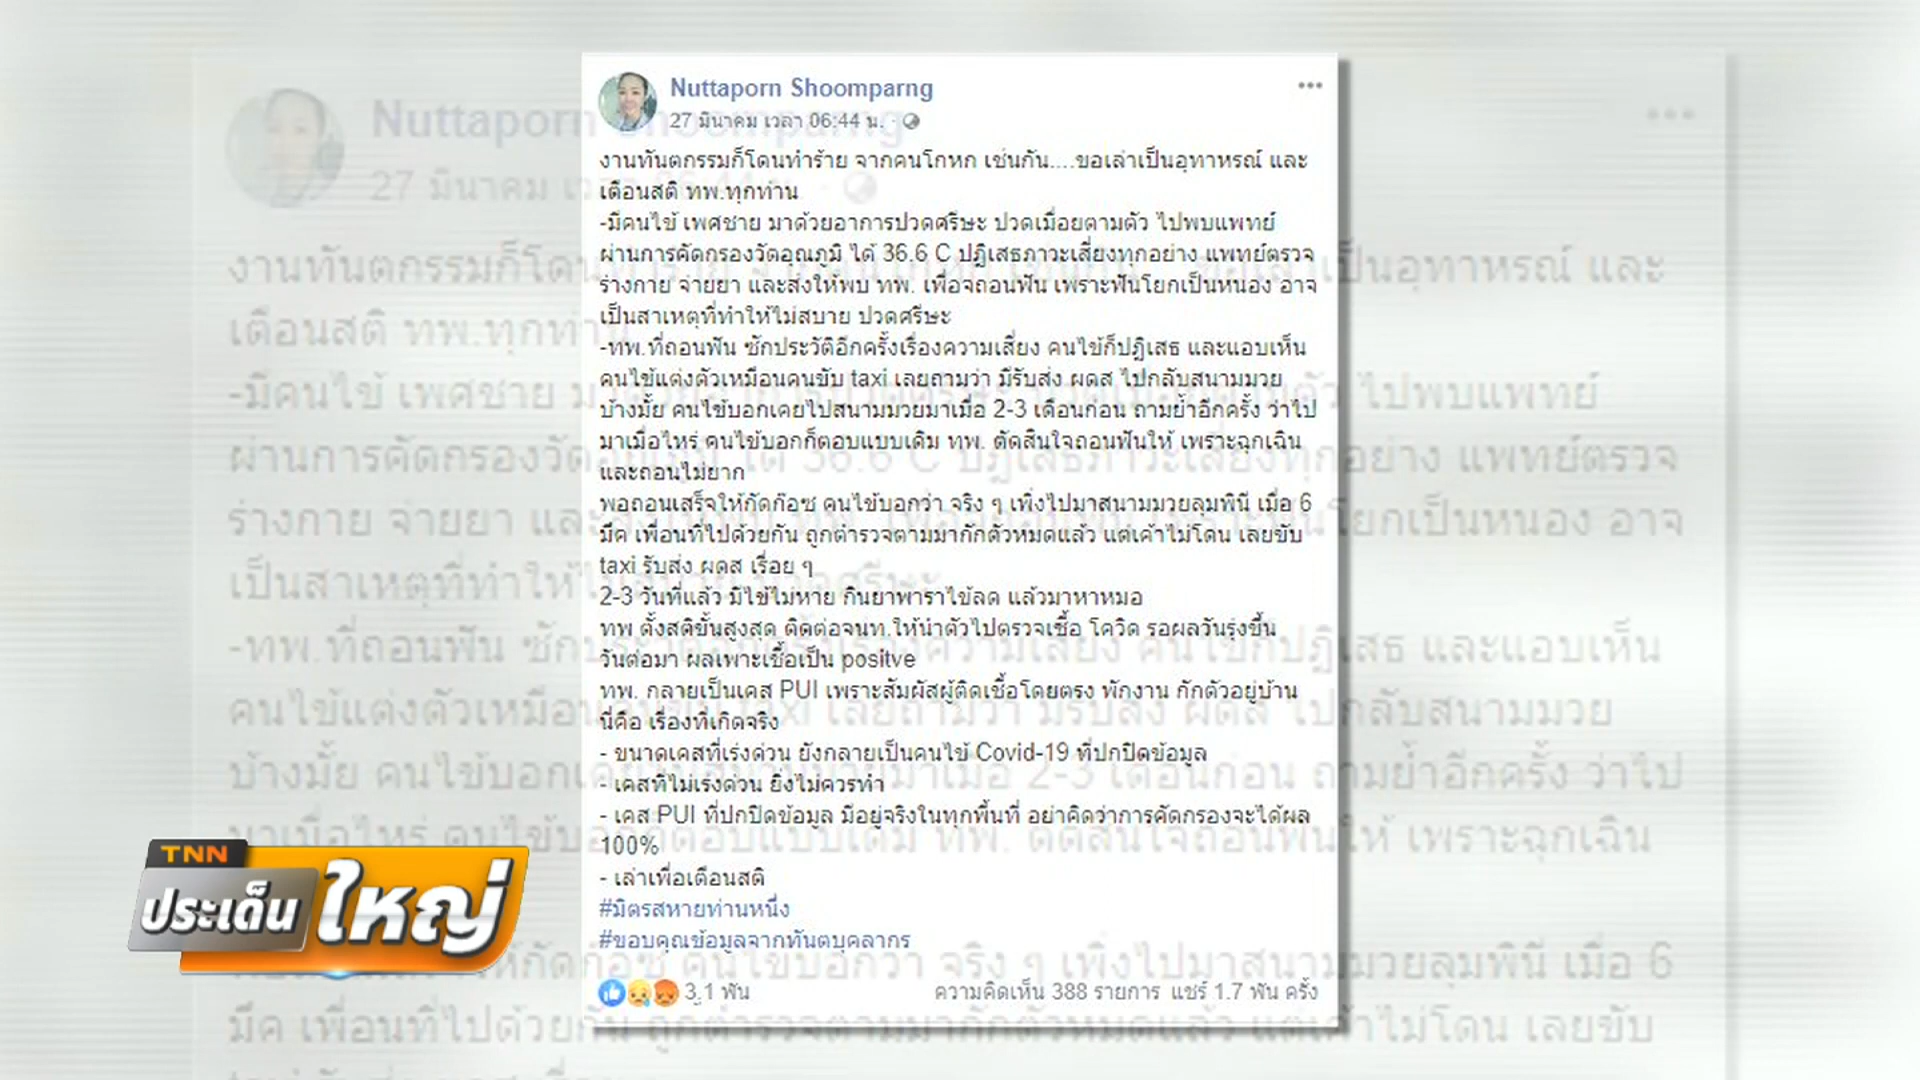 Nuttaporn Shoomparng
27 มีนาคม เวลา 06:44 น.
งานทันตกรรมก็โดนทำร้าย จากคนโกหก เช่นกัน....ขอเล่าเป็นอุทาหรณ์ และ
เตือนสติ ทพ.ทุกท่าน
-มีคนไข้ เพศชาย มาด้วยอาการปวดศรีษะ ปวดเมื่อยตามตัว ไปพบแพทย์
ผ่านการคัดกรองวัดอุณภูมิ ได้ 36.6 C ปฏิเสธภาวะเสี่ยงทุกอย่าง แพทย์ตรวจ
ร่างกาย จ่ายยา และส่งให้พบ ทพ. เพื่อจถอนฟัน เพราะฟันโยกเป็นหนอง อาจ
เป็นสาเหตุที่ทำให้ไม่สบาย ปวดศรีษะ
-ทพ.ที่ถอนฟัน ซักประวัติอีกครั้งเรื่องความเสี่ยง คนไข้ก็ปฏิเสธ และแอบเห็น
คนไข้แต่งตัวเหมือนคนขับ taxi เลยถามว่า มีรับส่ง ผดส ไปกลับสนามมวย
บ้างมั้ย คนไข้บอกเคยไปสนามมวยมาเมื่อ 2-3 เดือนก่อน ถามย้ำอีกครั้ง ว่าไป
มาเมื่อไหร่ คนไข้บอกก็ตอบแบบเดิม ทพ. ตัดสินใจถอนฟันให้ เพราะฉุกเฉิน
และถอนไม่ยาก
พอถอนเสร็จให้กัดก๊อซ คนไข้บอกว่า จริง ๆ เพิ่งไปมาสนามมวยลุมพินี เมื่อ 6
มีค เพื่อนที่ไปด้วยกัน ถูกตำรวจตามมากักตัวหมดแล้ว แต่เค้าไม่โดน เลยขับ
taxi รับส่ง ผดส เรื่อย ๆ
2-3 วันที่แล้ว มีไข้ไม่หาย กินยาพาราไข้ลด แล้วมาหาหมอ
ทพ ตั้งสติขั้นสูงสุด ติดต่อจนท.ให้นำตัวไปตรวจเชื้อ โควิด รอผลวันรุ่งขึ้น
วันต่อมา ผลเพาะเชื้อเป็น positve
ทพ. กลายเป็นเคส PUI เพราะสัมผัสผู้ติดเชื้อโดยตรง พักงาน กักตัวอยู่บ้าน
นี่คือ เรื่องที่เกิดจริง
- ขนาดเคสที่เร่งด่วน ยังกลายเป็นคนไข้ Covid-19 ที่ปกปิดข้อมูล
- เคสที่ไม่เร่งด่วน ยิ่งไม่ควรทำ
- เคส PUI ที่ปกปิดข้อมูล มีอยู่จริงในทุกพื้นที่ อย่าคิดว่าการคัดกรองจะได้ผล
100%
- เล่าเพื่อเตือนสติ
#มิตรสหายท่านหนึ่ง
#ขอบคุณข้อมูลจากทันตบุคลากร
3.1 พัน ความคิดเห็น 388 รายการ แชร์ 1.7 พัน ครั้ง
TNN
ประเด็น ใหญ่